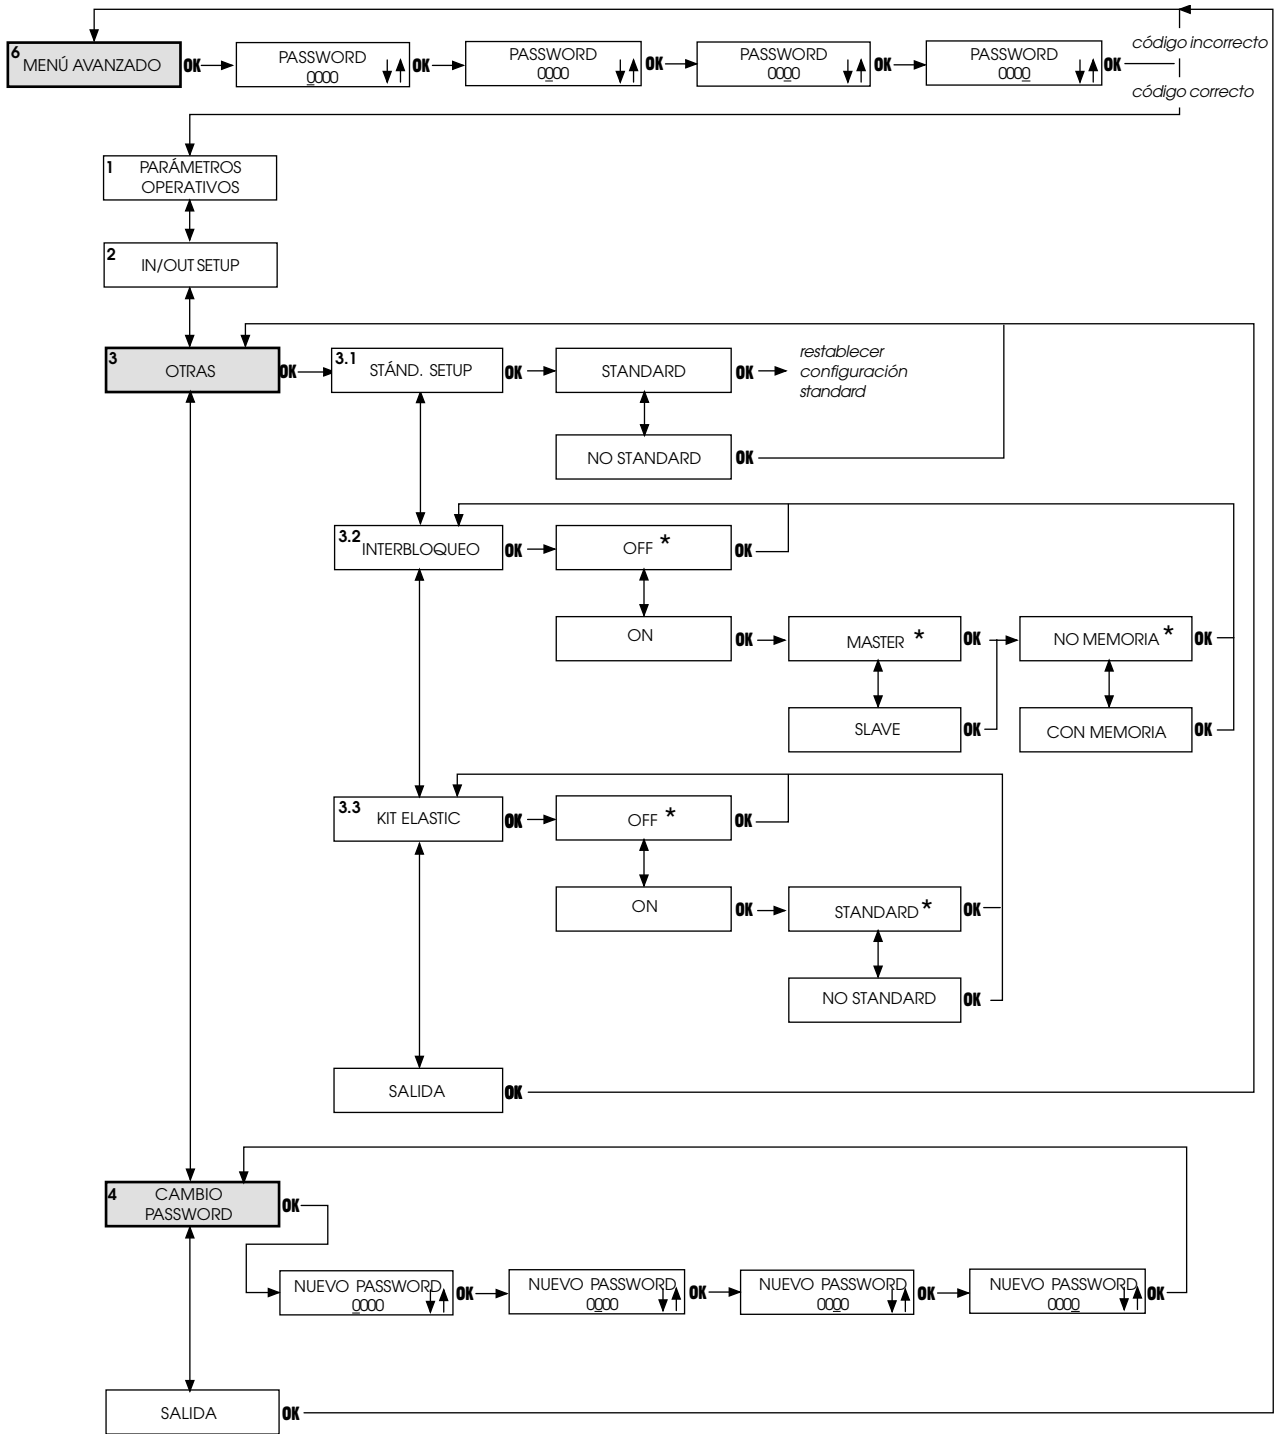 6 MENÚ AVANZADO OK PASSWORD OK PASSWORD OK PASSWORD OK PASSWORD OK código incorrecto
0000 0000 0000 0000
código correcto
1 PARÁMETROS
OPERATIVOS
2 IN/OUT SETUP
3 OTRAS OK 3.1 STÁND. SETUP OK STANDARD OK restablecer
configuración
standard
NO STANDARD OK
3.2 INTERBLOQUEO OK OFF * OK
ON OK MASTER * OK NO MEMORIA * OK
SLAVE OK CON MEMORIA OK
3.3 KIT ELASTIC OK OFF * OK
ON OK STANDARD * OK
NO STANDARD OK
SALIDA OK
4 CAMBIO
PASSWORD OK
NUEVO PASSWORD OK NUEVO PASSWORD OK NUEVO PASSWORD OK NUEVO PASSWORD OK
0000 0000 0000 0000
SALIDA OK